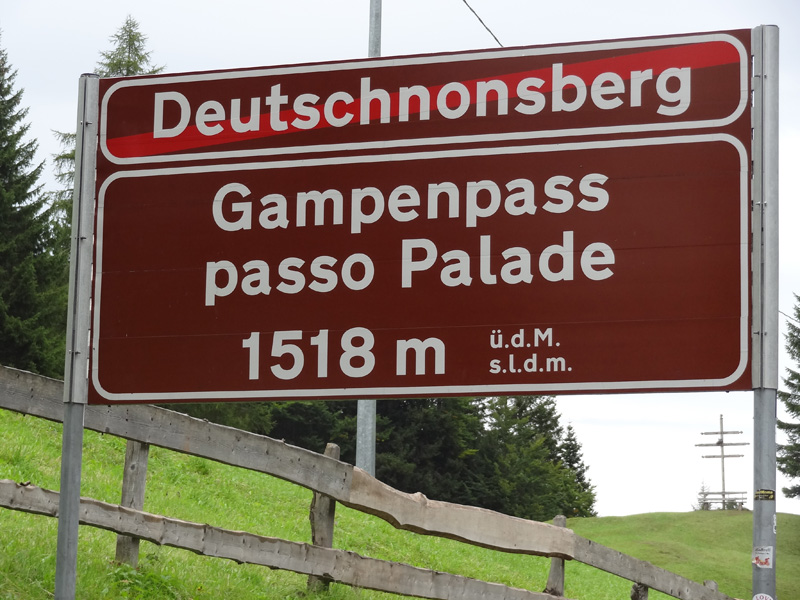 Deutschnonsberg
Gampenpass
passo Palade
1518 m ü.d.M.
s.l.d.m.